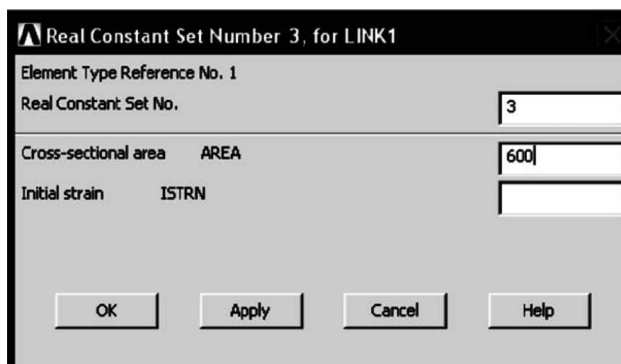 Real Constant Set Number 3, for LINK1
Element Type Reference No. 1
Real Constant Set No. 3
Cross-sectional area AREA 600
Initial strain ISTRN
OK Apply Cancel Help